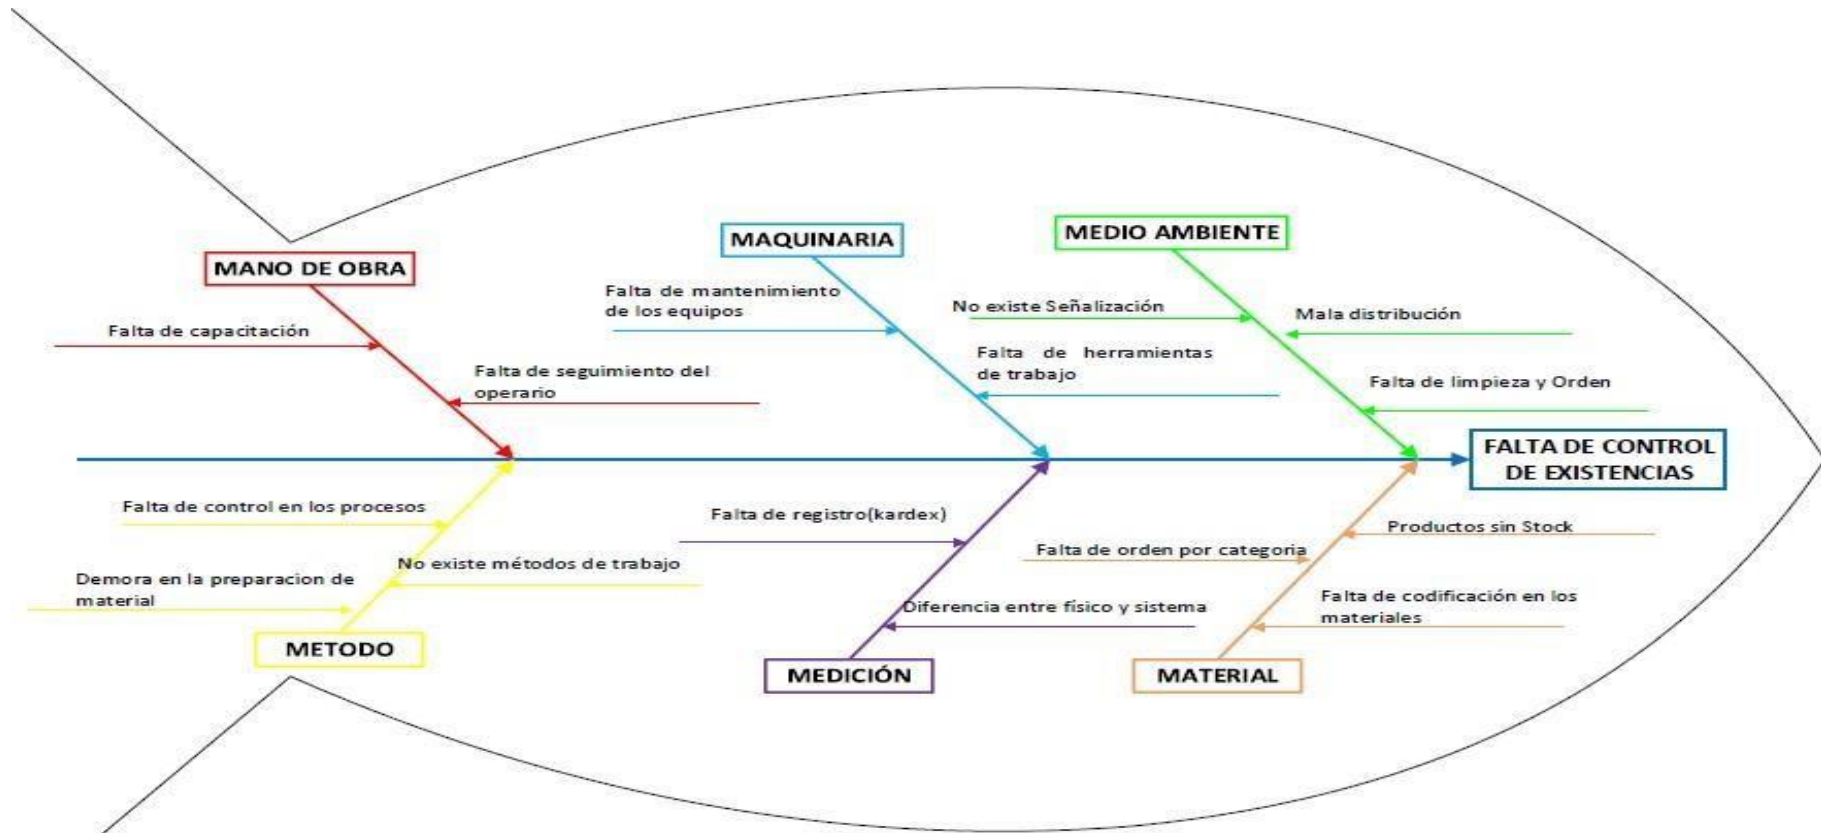 MANO DE OBRA
MAQUINARIA
MEDIO AMBIENTE
Falta de capacitación
Falta de seguimiento del
operario
Falta de mantenimiento
de los equipos
Falta de herramientas
de trabajo
No existe Señalización
Mala distribución
Falta de limpieza y Orden
FALTA DE CONTROL
DE EXISTENCIAS
Falta de control en los procesos
No existe métodos de trabajo
Demora en la preparacion de
material
METODO
Falta de registro(kardex)
Diferencia entre físico y sistema
MEDICIÓN
Productos sin Stock
Falta de orden por categoria
Falta de codificación en los
materiales
MATERIAL